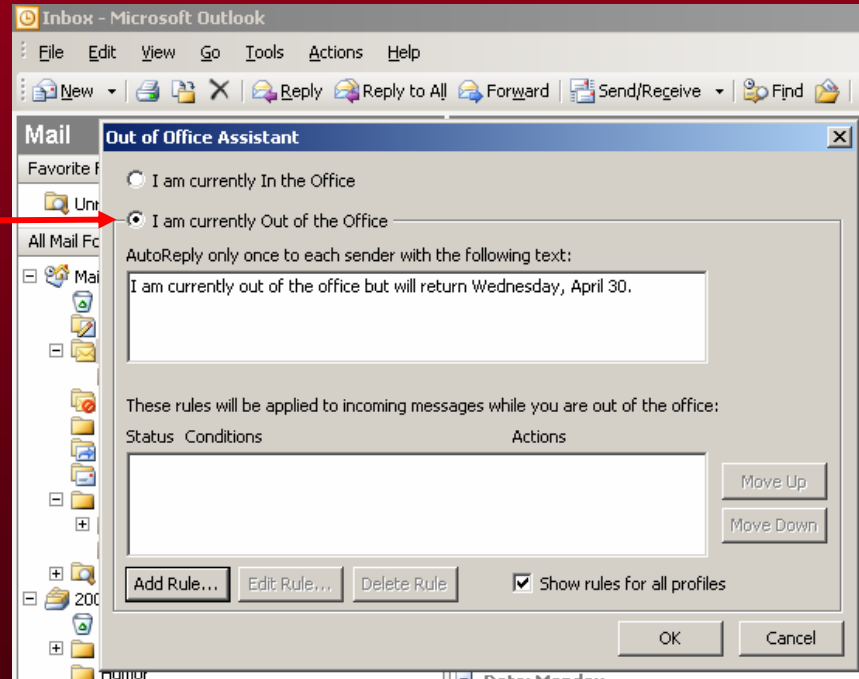 Inbox - Microsoft Outlook
File Edit View Go Tools Actions Help
New Reply Reply to All Forward Send/Receive Find
Mail
Out of Office Assistant
Favorite
I am currently In the Office
I am currently Out of the Office
All Mail
AutoReply only once to each sender with the following text:
I am currently out of the office but will return Wednesday, April 30.
These rules will be applied to incoming messages while you are out of the office:
Status Conditions Actions
Move Up
Move Down
Add Rule... Edit Rule... Delete Rule Show rules for all profiles
200
OK Cancel